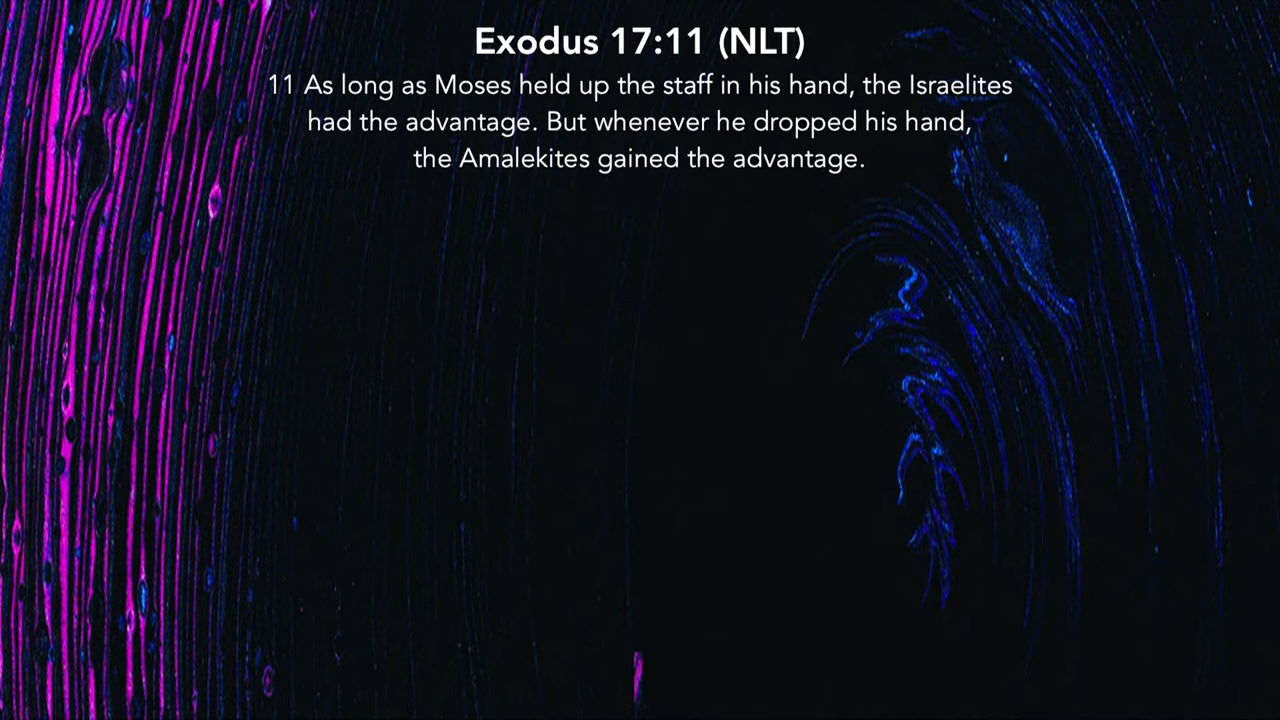 Exodus 17:11 (NLT)
11 As long as Moses held up the staff in his hand, the Israelites
had the advantage. But whenever he dropped his hand,
the Amalekites gained the advantage.